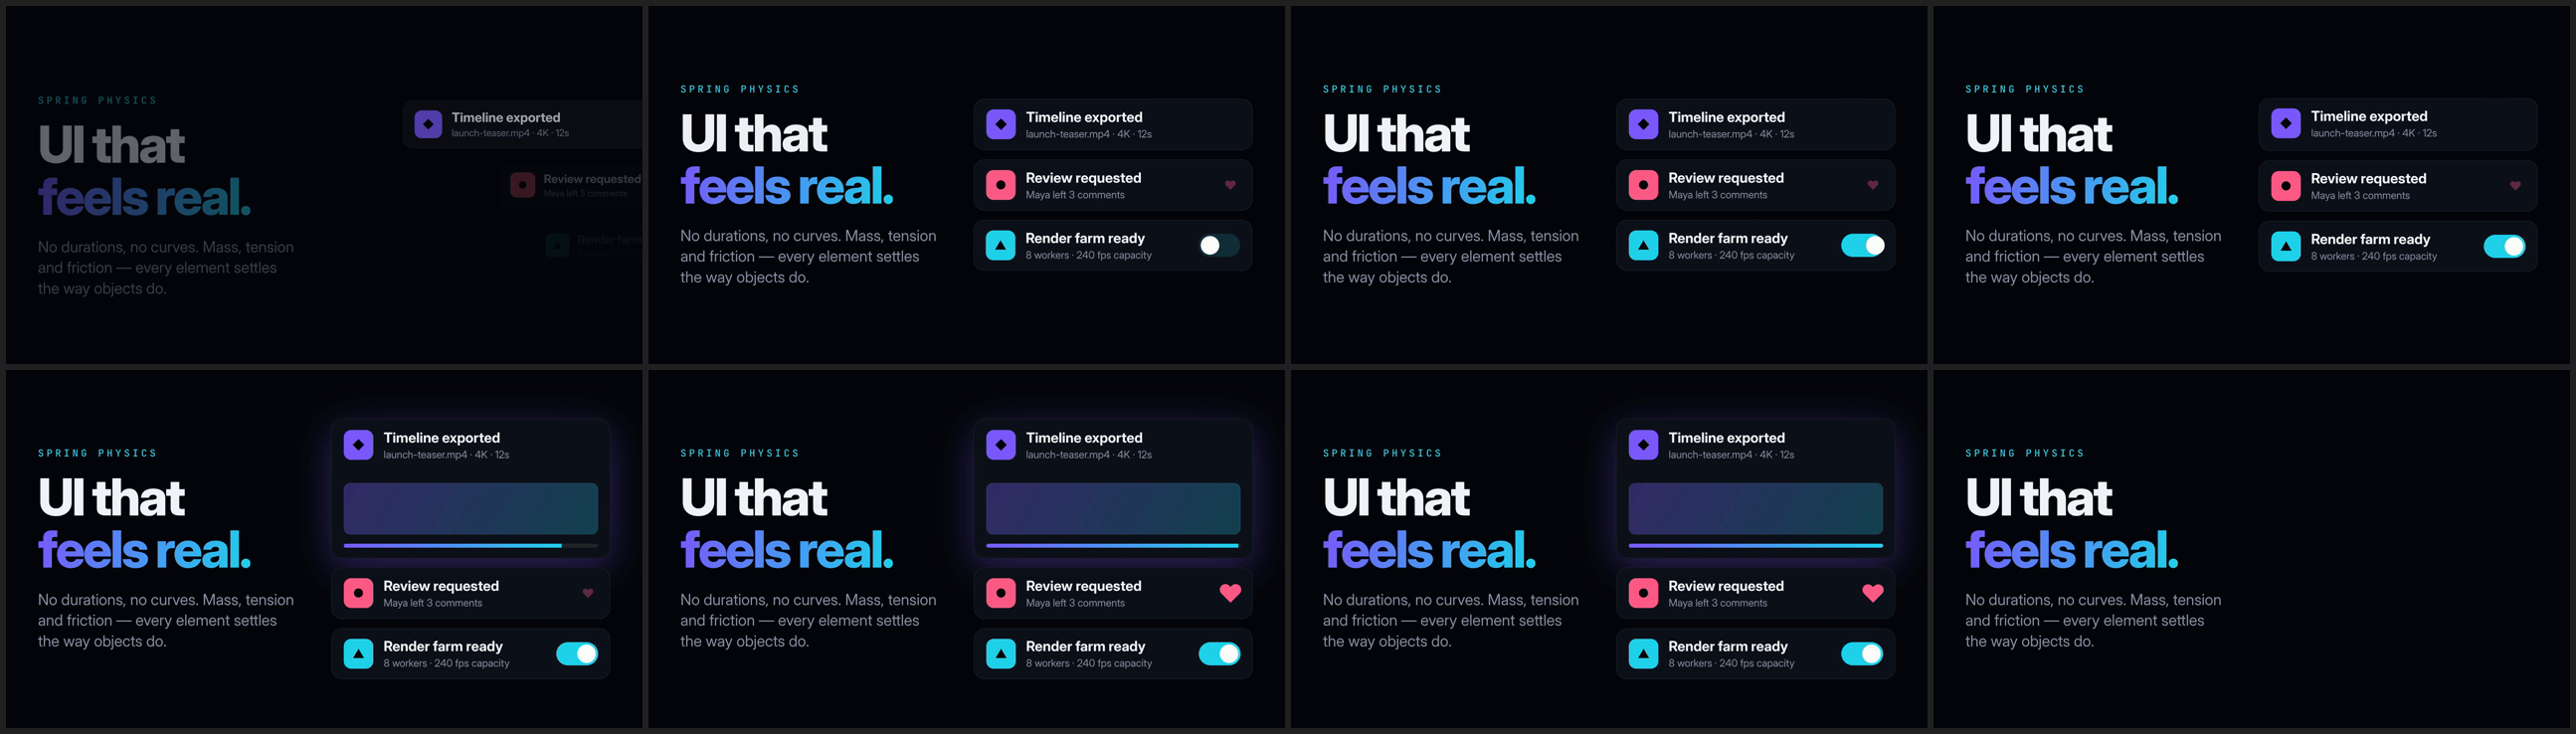 SPRING PHYSICS
UI that
feels real.
No durations, no curves. Mass, tension
and friction — every element settles
the way objects do.
Timeline exported
launch-teaser.mp4 · 4K · 12s
Review requested
Maya left 3 comments
Render farm
SPRING PHYSICS
UI that
feels real.
No durations, no curves. Mass, tension
and friction — every element settles
the way objects do.
Timeline exported
launch-teaser.mp4 · 4K · 12s
Review requested
Maya left 3 comments
Render farm ready
8 workers · 240 fps capacity
SPRING PHYSICS
UI that
feels real.
No durations, no curves. Mass, tension
and friction — every element settles
the way objects do.
Timeline exported
launch-teaser.mp4 · 4K · 12s
Review requested
Maya left 3 comments
Render farm ready
8 workers · 240 fps capacity
SPRING PHYSICS
UI that
feels real.
No durations, no curves. Mass, tension
and friction — every element settles
the way objects do.
Timeline exported
launch-teaser.mp4 · 4K · 12s
Review requested
Maya left 3 comments
Render farm ready
8 workers · 240 fps capacity
SPRING PHYSICS
UI that
feels real.
No durations, no curves. Mass, tension
and friction — every element settles
the way objects do.
Timeline exported
launch-teaser.mp4 · 4K · 12s
Review requested
Maya left 3 comments
Render farm ready
8 workers · 240 fps capacity
SPRING PHYSICS
UI that
feels real.
No durations, no curves. Mass, tension
and friction — every element settles
the way objects do.
Timeline exported
launch-teaser.mp4 · 4K · 12s
Review requested
Maya left 3 comments
Render farm ready
8 workers · 240 fps capacity
SPRING PHYSICS
UI that
feels real.
No durations, no curves. Mass, tension
and friction — every element settles
the way objects do.
Timeline exported
launch-teaser.mp4 · 4K · 12s
Review requested
Maya left 3 comments
Render farm ready
8 workers · 240 fps capacity
SPRING PHYSICS
UI that
feels real.
No durations, no curves. Mass, tension
and friction — every element settles
the way objects do.